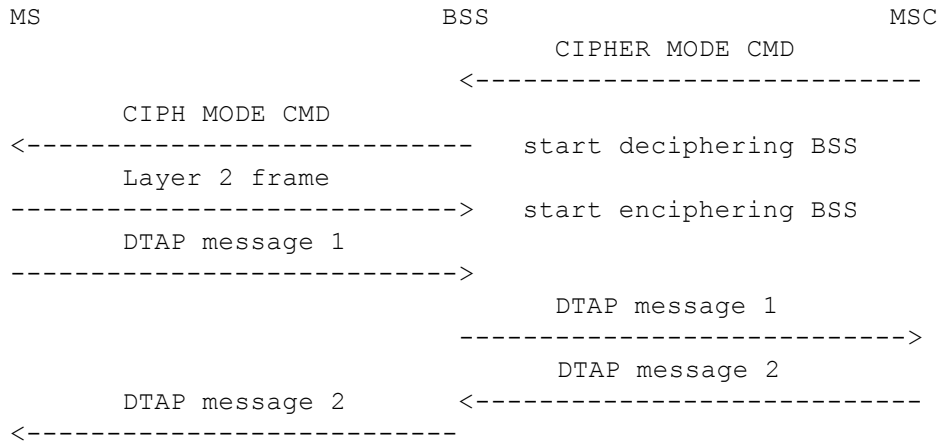 MS BSS MSC
CIPHER MODE CMD
<----------------------------
CIPH MODE CMD
<---------------------------- start deciphering BSS
Layer 2 frame
----------------------------> start enciphering BSS
DTAP message 1
---------------------------->
DTAP message 1
---------------------------->
DTAP message 2
DTAP message 2 <----------------------------
<---------------------------